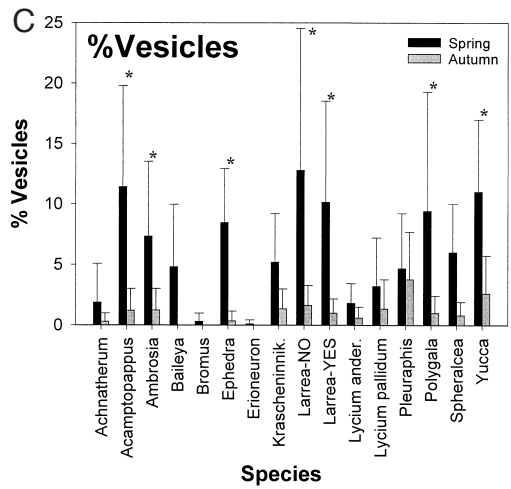 C
%Vesicles
Spring
Autumn
25
20
15
10
5
0
% Vesicles
*
*
*
*
*
*
*
Achnatherum
Acamptopappus
Ambrosia
Baileya
Bromus
Ephedra
Erioneuron
Krascheninnik.
Larrea-NO
Larrea-YES
Lycium ander.
Lycium pallidum
Pleuraphis
Polygala
Spheralcea
Yucca
Species